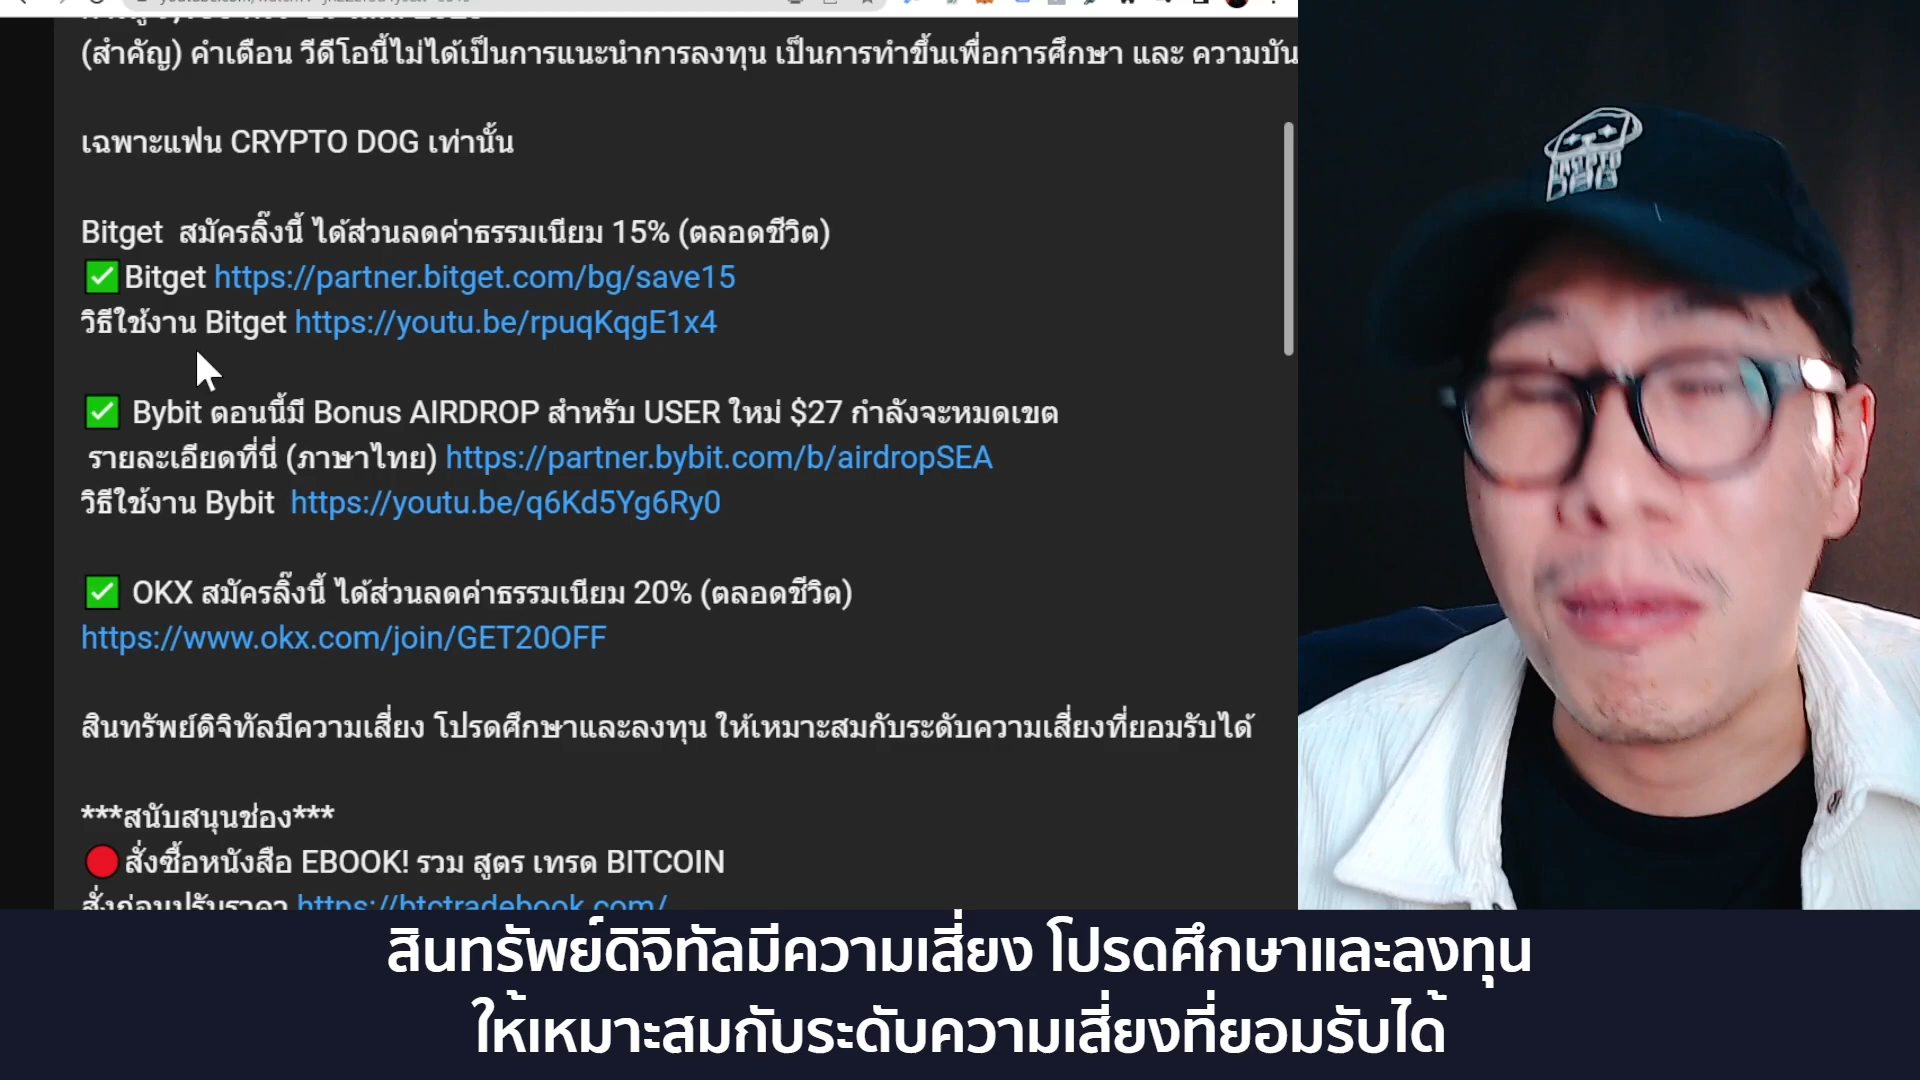 (สำคัญ) คำเตือน วีดีโอนี้ไม่ได้เป็นการแนะนำการลงทุน เป็นการทำขึ้นเพื่อการศึกษา และ ความบัน
เฉพาะแฟน CRYPTO DOG เท่านั้น
Bitget สมัครลิ๊งนี้ ได้ส่วนลดค่าธรรมเนียม 15% (ตลอดชีวิต)
✅Bitget https://partner.bitget.com/bg/save15
วิธีใช้งาน Bitget https://youtu.be/rpuqKqgE1x4
✅ Bybit ตอนนี้มี Bonus AIRDROP สำหรับ USER ใหม่ $27 กำลังจะหมดเขต
รายละเอียดที่นี่ (ภาษาไทย) https://partner.bybit.com/b/airdropSEA
วิธีใช้งาน Bybit https://youtu.be/q6Kd5Yg6Ry0
✅ OKX สมัครลิ๊งนี้ ได้ส่วนลดค่าธรรมเนียม 20% (ตลอดชีวิต)
https://www.okx.com/join/GET20OFF
สินทรัพย์ดิจิทัลมีความเสี่ยง โปรดศึกษาและลงทุน ให้เหมาะสมกับระดับความเสี่ยงที่ยอมรับได้
***สนับสนุนช่อง***
🔴สั่งซื้อหนังสือ EBOOK! รวม สูตร เทรด BITCOIN
สั่งก่อนปรับราคา https://btctradebook.com/
สินทรัพย์ดิจิทัลมีความเสี่ยง โปรดศึกษาและลงทุน
ให้เหมาะสมกับระดับความเสี่ยงที่ยอมรับได้